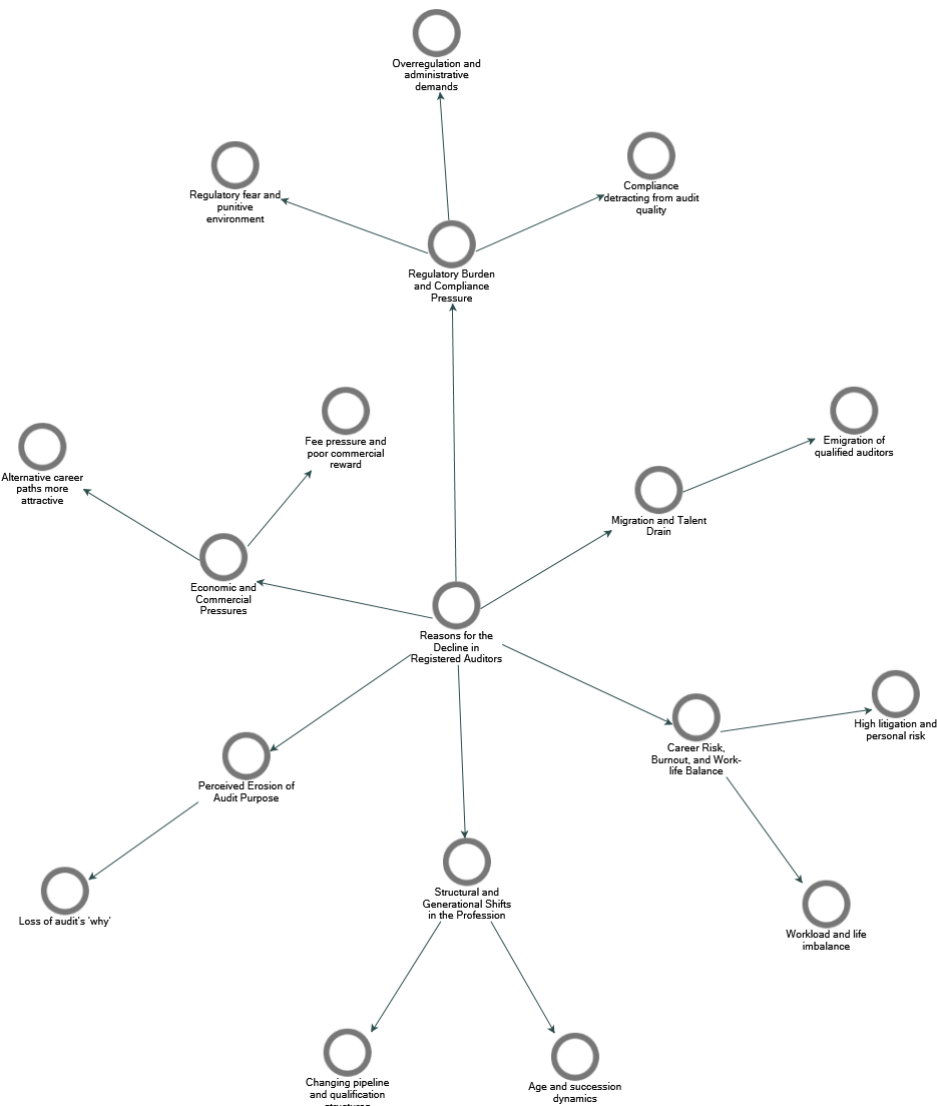 Overregulation and
administrative
demands
Regulatory fear and
punitive
environment
Compliance
detracting from audit
quality
Regulatory Burden
and Compliance
Pressure
Alternative career
paths more
attractive
Fee pressure and
poor commercial
reward
Emigration of
qualified auditors
Migration and Talent
Drain
Economic and
Commercial
Pressures
Reasons for the
Decline in
Registered Auditors
High litigation and
personal risk
Career Risk,
Burnout, and Work-
life Balance
Perceived Erosion of
Audit Purpose
Loss of audit's 'why'
Structural and
Generational Shifts
in the Profession
Workload and life
imbalance
Changing pipeline
and qualification
structures
Age and succession
dynamics